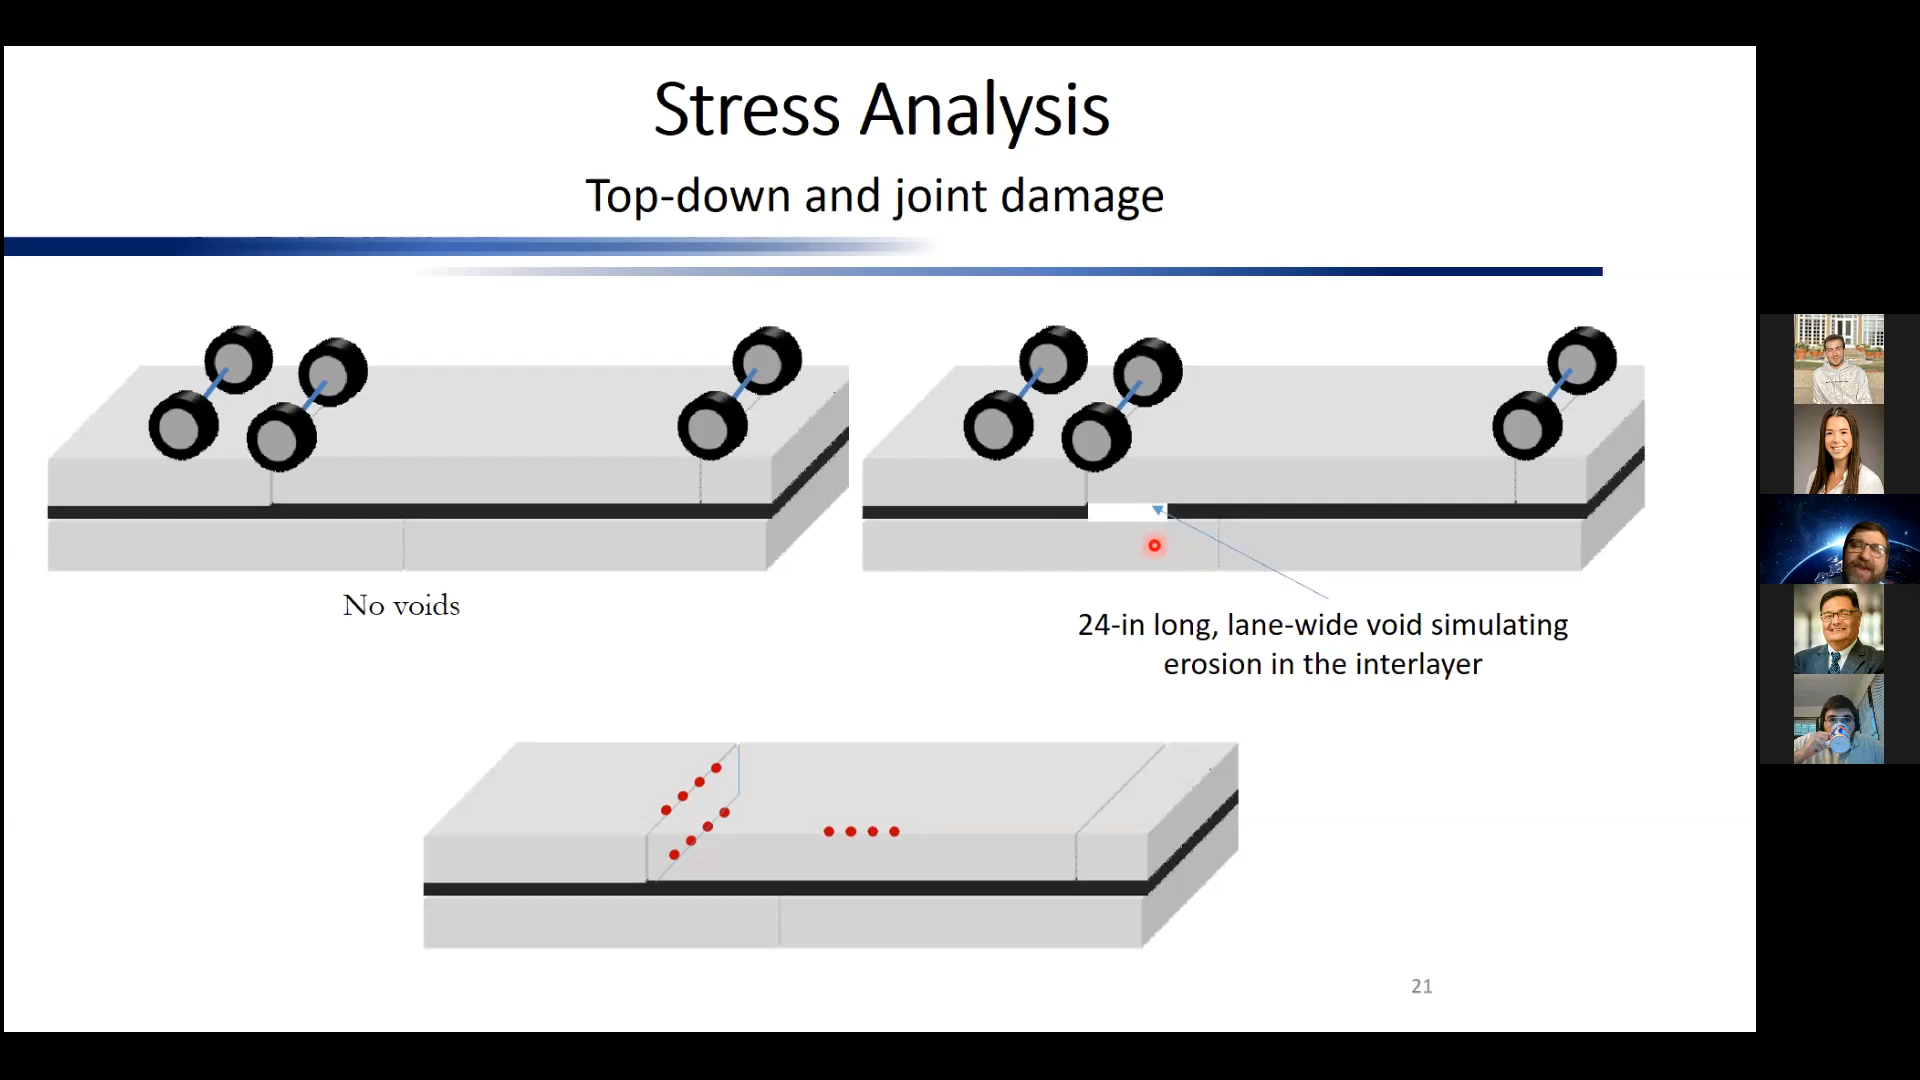 Stress Analysis
Top-down and joint damage
No voids
24-in long, lane-wide void simulating
erosion in the interlayer
21